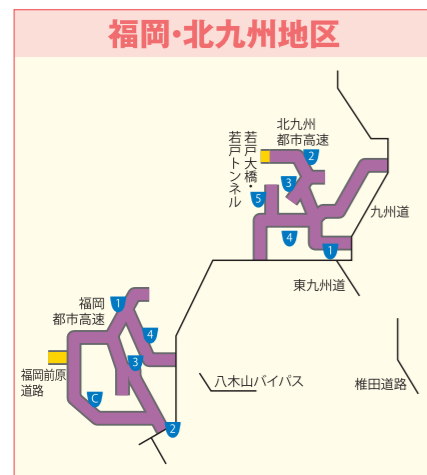 福岡・北九州地区
北九州
都市高速
2
若戸大橋・
若戸トンネル
3
5
九州道
4
1
東九州道
福岡
都市高速
1
4
3
福岡前原
道路
C
八木山バイパス
椎田道路
2